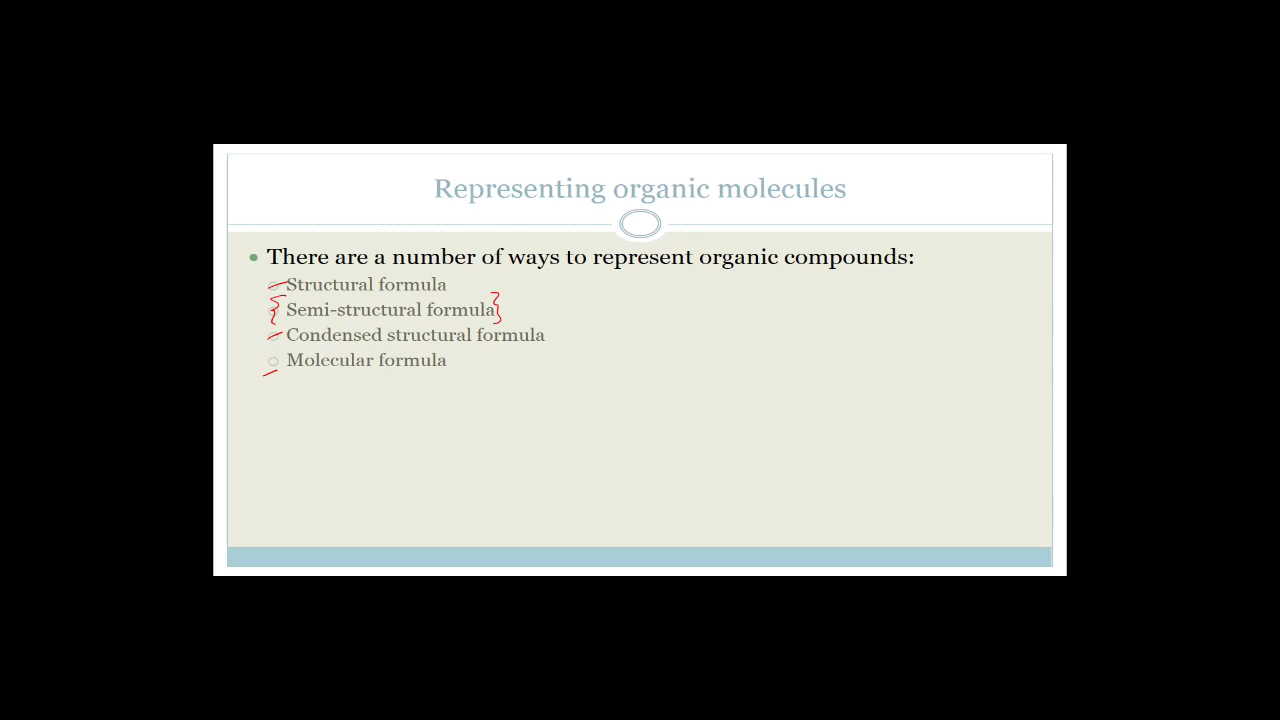 Representing organic molecules
There are a number of ways to represent organic compounds:
Structural formula
Semi-structural formula
Condensed structural formula
Molecular formula